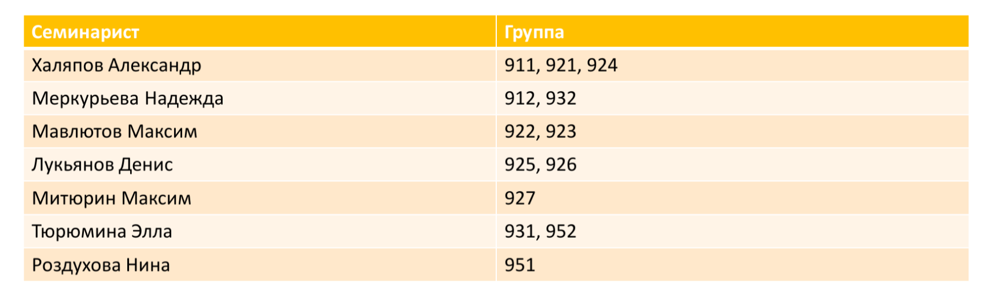 Семинарист Группа
Халяпов Александр 911, 921, 924
Меркурьева Надежда 912, 932
Мавлютов Максим 922, 923
Лукьянов Денис 925, 926
Митюрин Максим 927
Тюрюмина Элла 931, 952
Роздухова Нина 951